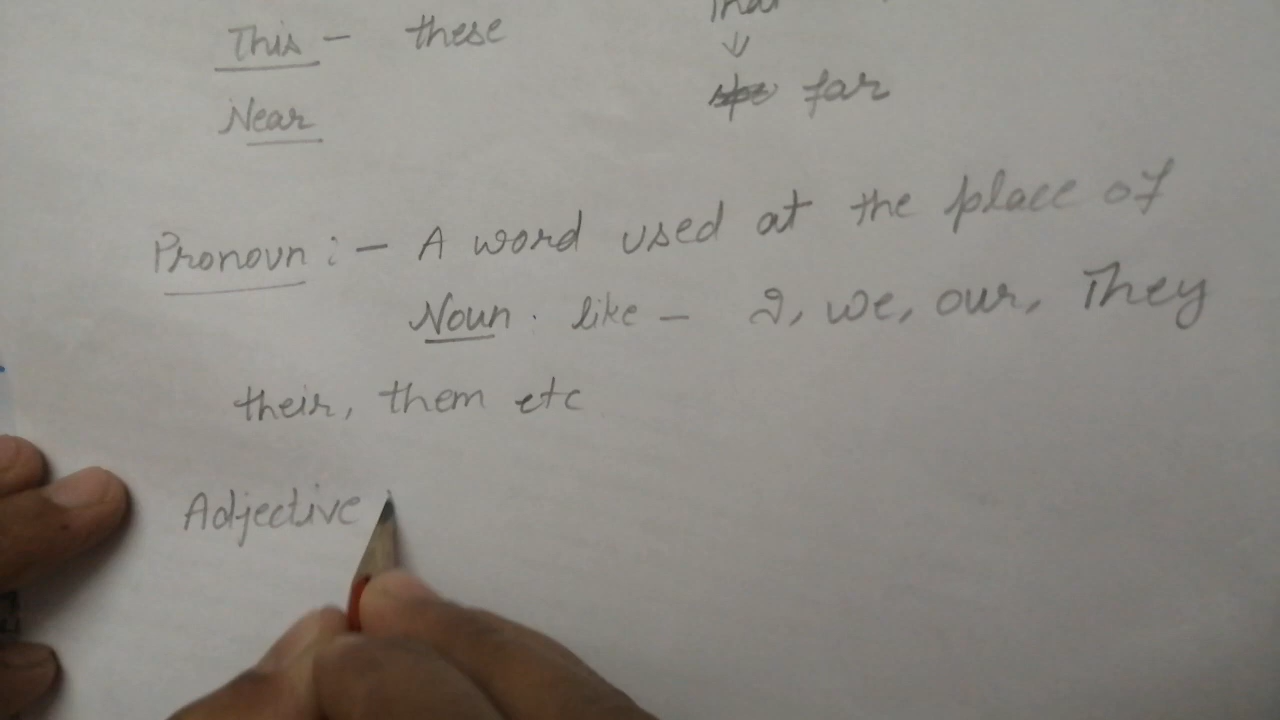 This - these
↓
Near far
Pronoun :- A word used at the place of
Noun. like - I, we, our, They
their, them etc
Adjective :